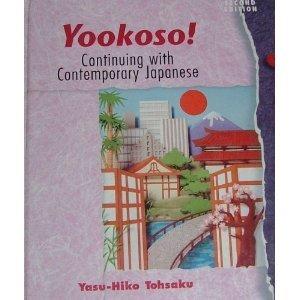 SECOND
EDITION
Yookoso!
Continuing with
Contemporary Japanese
Yasu-Hiko Tohsaku